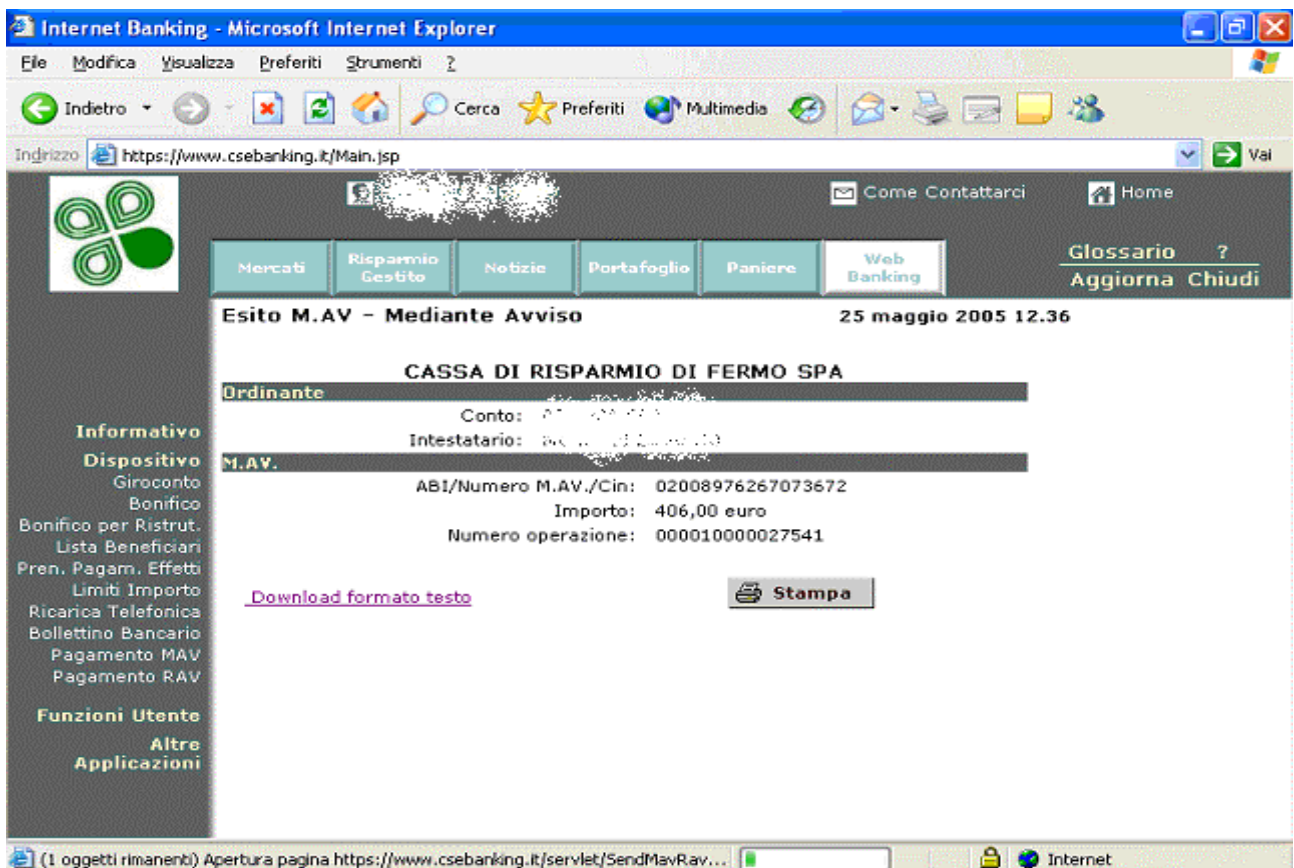 Internet Banking - Microsoft Internet Explorer
File Modifica Visualizza Preferiti Strumenti ?
Indietro Cerca Preferiti Multimedia
Indirizzo https://www.csebanking.it/Main.jsp Vai
Come Contattarci Home
Mercati Risparmio Gestito Notizie Portafoglio Paniere Web Banking
Glossario ?
Aggiorna Chiudi
Esito M.AV - Mediante Avviso 25 maggio 2005 12.36
CASSA DI RISPARMIO DI FERMO SPA
Ordinante
Conto:
Intestatario:
M.AV.
ABI/Numero M.AV./Cin: 02008976267073672
Importo: 406,00 euro
Numero operazione: 000010000027541
Download formato testo Stampa
Informativo
Dispositivo
Giroconto
Bonifico
Bonifico per Ristrut.
Lista Beneficiari
Pren. Pagam. Effetti
Limiti Importo
Ricarica Telefonica
Bollettino Bancario
Pagamento MAV
Pagamento RAV
Funzioni Utente
Altre
Applicazioni
(1 oggetti rimanenti) Apertura pagina https://www.csebanking.it/servlet/SendMavRav... Internet